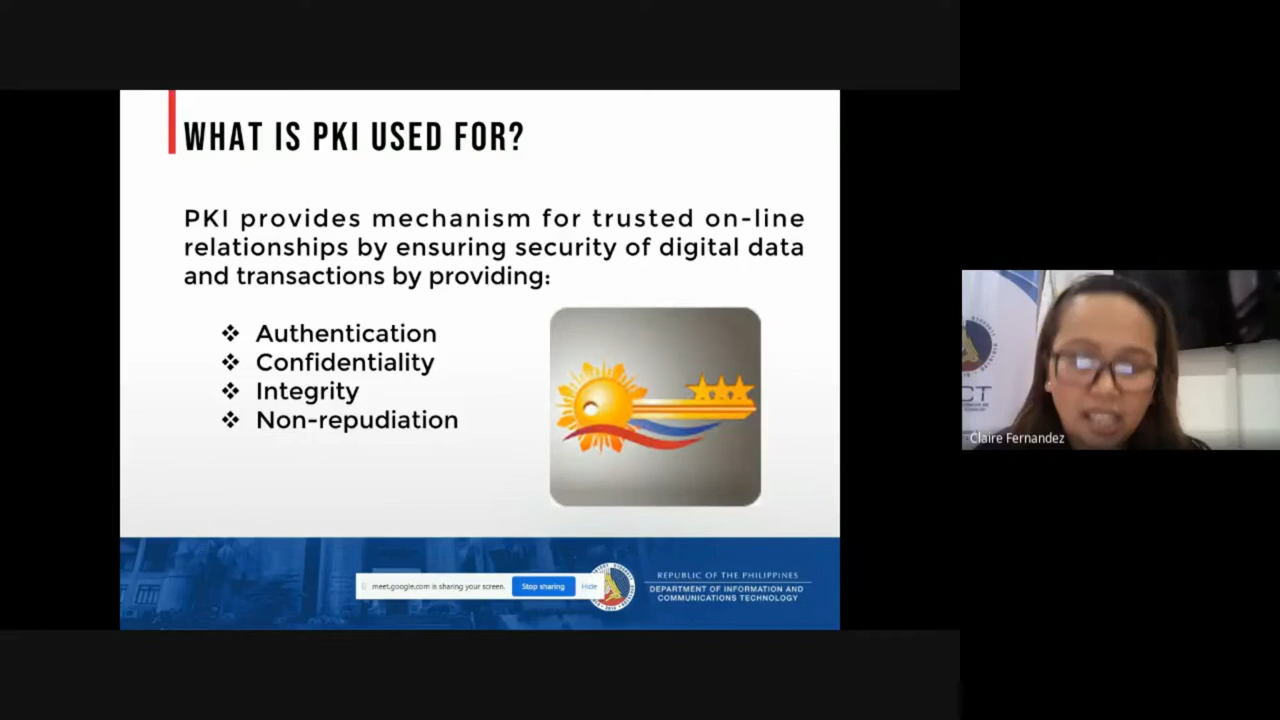 WHAT IS PKI USED FOR?
PKI provides mechanism for trusted on-line
relationships by ensuring security of digital data
and transactions by providing:
❖ Authentication
❖ Confidentiality
❖ Integrity
❖ Non-repudiation
meet.google.com is sharing your screen.
Stop sharing
Hide
REPUBLIC OF THE PHILIPPINES
DEPARTMENT OF INFORMATION AND
COMMUNICATIONS TECHNOLOGY
CT
Claire Fernandez